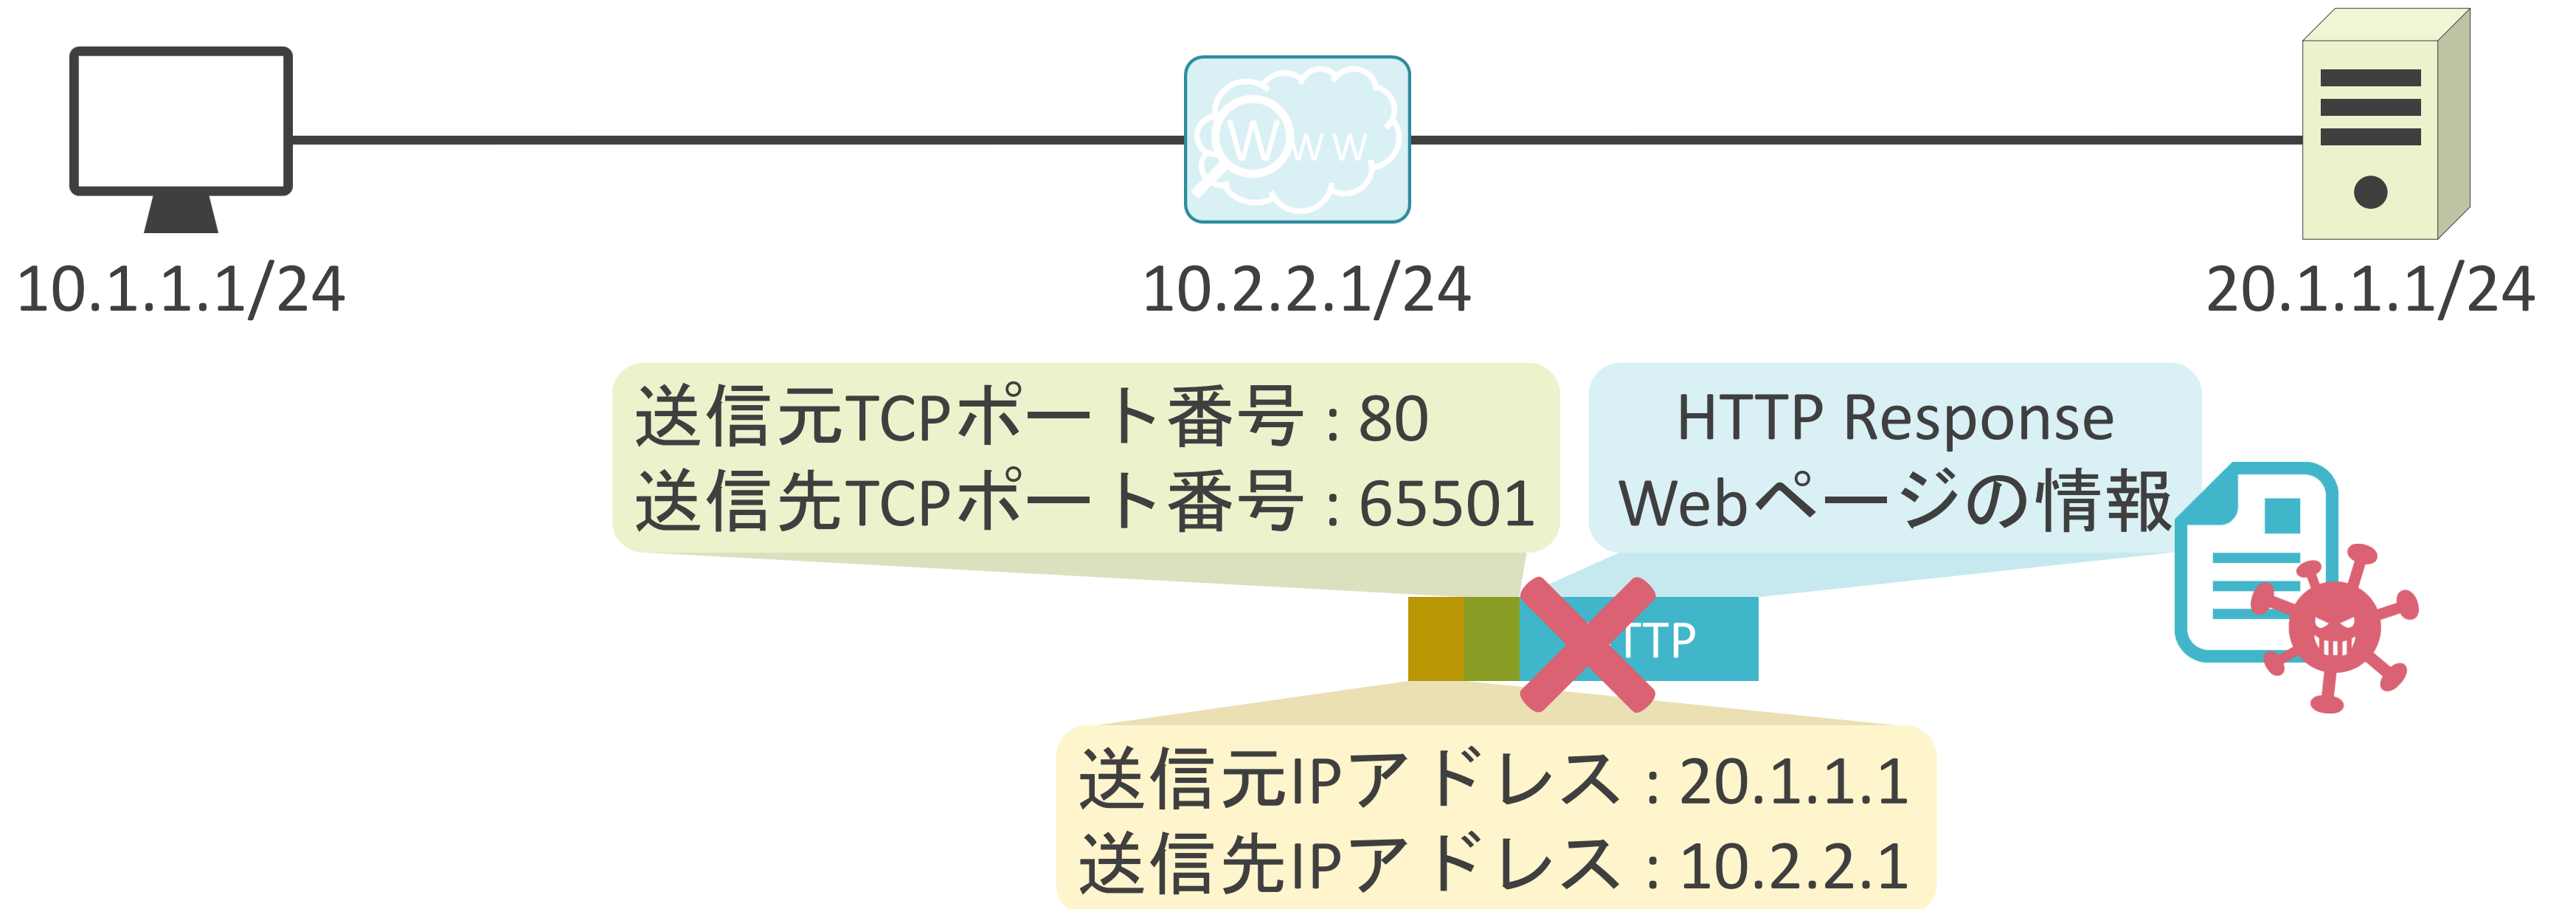 Www
10.1.1.1/24
10.2.2.1/24
20.1.1.1/24
送信元TCPポート番号 : 80
送信先TCPポート番号 : 65501
HTTP Response
Webページの情報
TTP
送信元IPアドレス : 20.1.1.1
送信先IPアドレス : 10.2.2.1